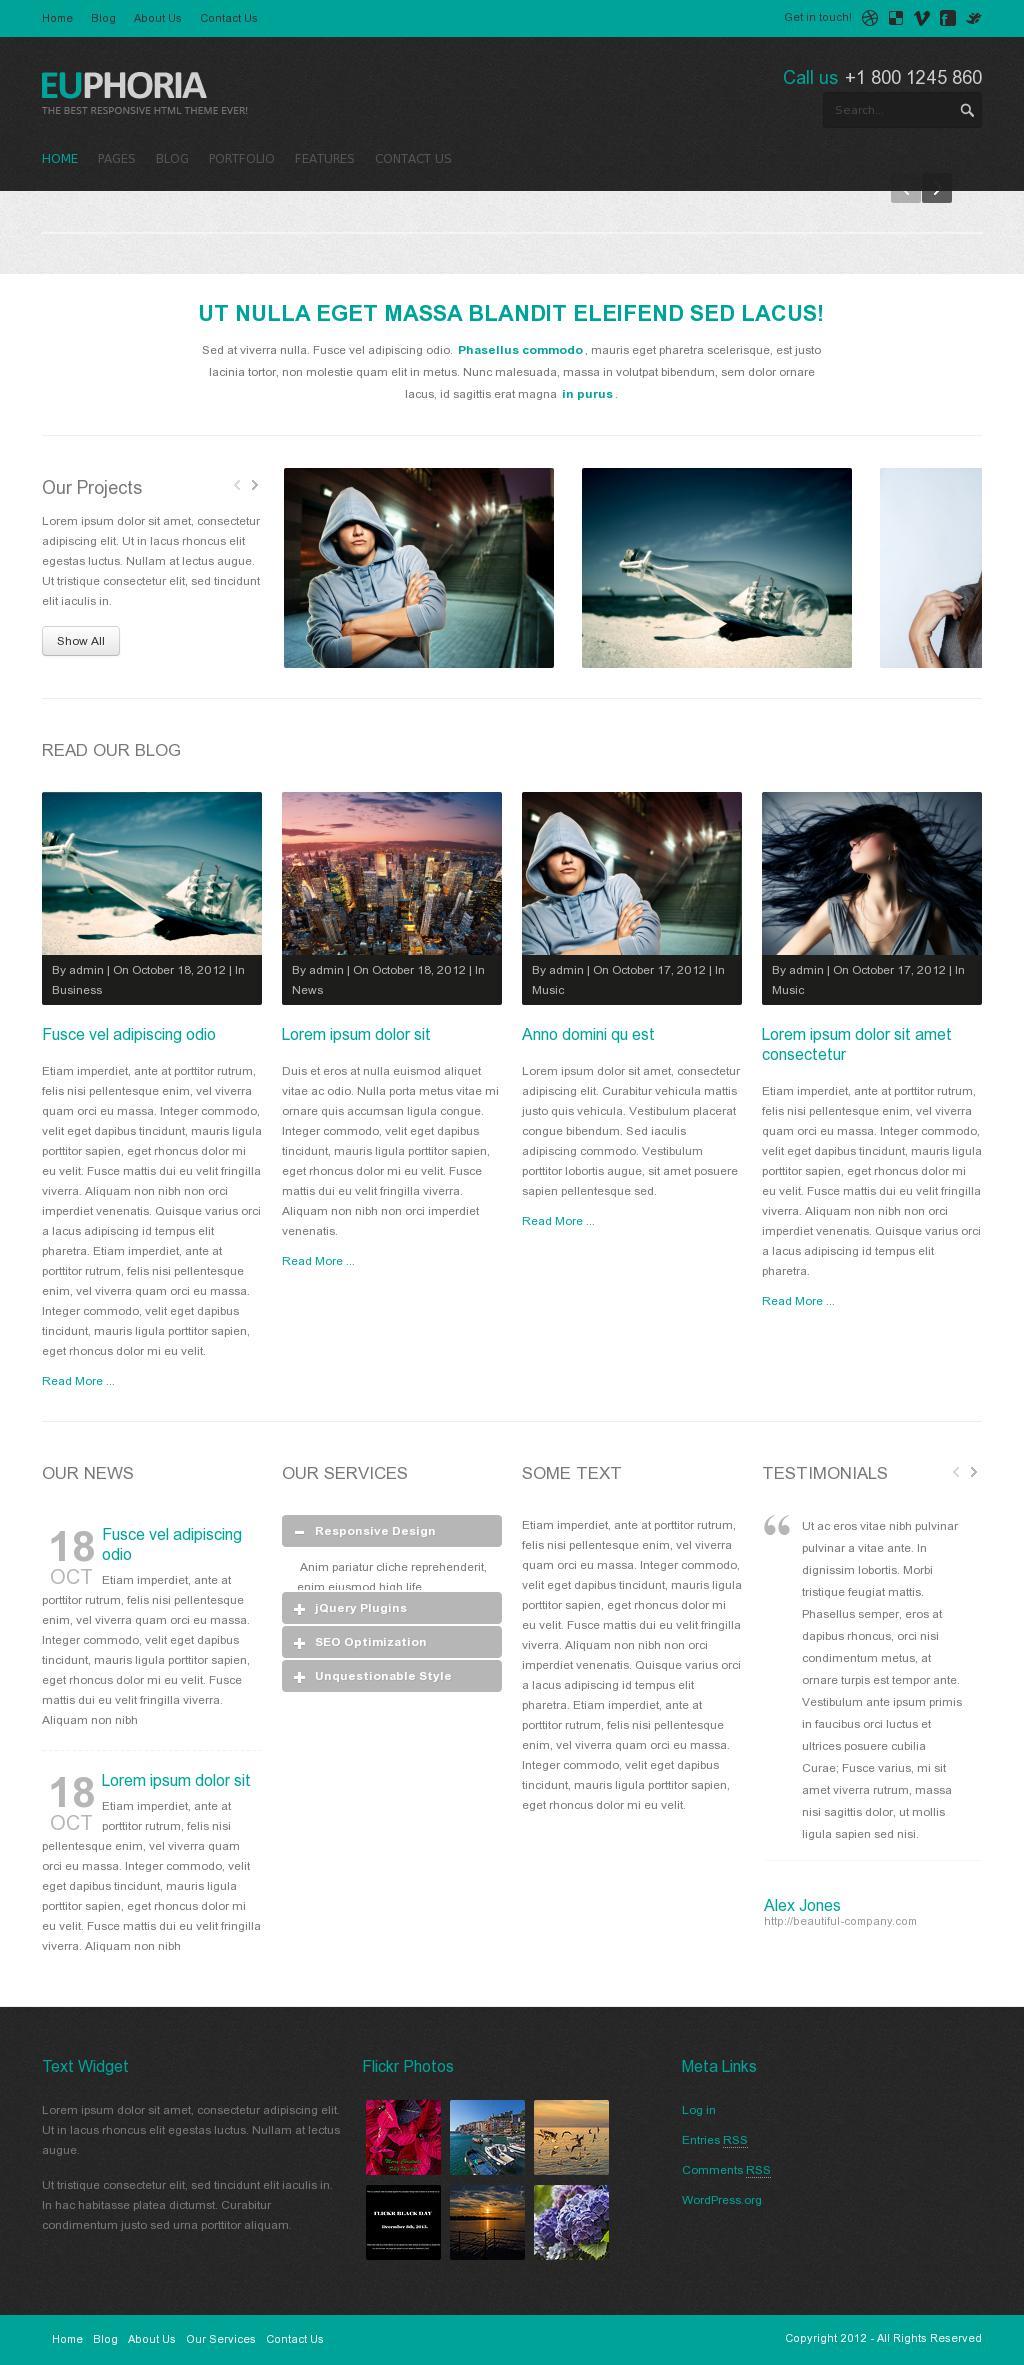 Home Blog About Us Contact Us
Get in touch!
EUPHORIA
THE BEST RESPONSIVE HTML THEME EVER!
Call us +1 800 1245 860
Search...
HOME PAGES BLOG PORTFOLIO FEATURES CONTACT US
UT NULLA EGET MASSA BLANDIT ELEIFEND SED LACUS!
Sed at viverra nulla. Fusce vel adipiscing odio. Phasellus commodo, mauris eget pharetra scelerisque, est justo
lacinia tortor, non molestie quam elit in metus. Nunc malesuada, massa in volutpat bibendum, sem dolor ornare
lacus, id sagittis erat magna in purus.
Our Projects
Lorem ipsum dolor sit amet, consectetur
adipiscing elit. Ut in lacus rhoncus elit
egestas luctus. Nullam at lectus augue.
Ut tristique consectetur elit, sed tincidunt
elit iaculis in.
Show All
READ OUR BLOG
By admin | On October 18, 2012 | In
Business
Fusce vel adipiscing odio
Etiam imperdiet, ante at porttitor rutrum,
felis nisi pellentesque enim, vel viverra
quam orci eu massa. Integer commodo,
velit eget dapibus tincidunt, mauris ligula
porttitor sapien, eget rhoncus dolor mi
eu velit. Fusce mattis dui eu velit fringilla
viverra. Aliquam non nibh non orci
imperdiet venenatis. Quisque varius orci
a lacus adipiscing id tempus elit
pharetra. Etiam imperdiet, ante at
porttitor rutrum, felis nisi pellentesque
enim, vel viverra quam orci eu massa.
Integer commodo, velit eget dapibus
tincidunt, mauris ligula porttitor sapien,
eget rhoncus dolor mi eu velit.
Read More ...
By admin | On October 18, 2012 | In
News
Lorem ipsum dolor sit
Duis et eros at nulla euismod aliquet
vitae ac odio. Nulla porta metus vitae mi
ornare quis accumsan ligula congue.
Integer commodo, velit eget dapibus
tincidunt, mauris ligula porttitor sapien,
eget rhoncus dolor mi eu velit. Fusce
mattis dui eu velit fringilla viverra.
Aliquam non nibh non orci imperdiet
venenatis.
Read More ...
By admin | On October 17, 2012 | In
Music
Anno domini qu est
Lorem ipsum dolor sit amet, consectetur
adipiscing elit. Curabitur vehicula mattis
justo quis vehicula. Vestibulum placerat
congue bibendum. Sed iaculis
adipiscing commodo. Vestibulum
porttitor lobortis augue, sit amet posuere
sapien pellentesque sed.
Read More ...
By admin | On October 17, 2012 | In
Music
Lorem ipsum dolor sit amet
consectetur
Etiam imperdiet, ante at porttitor rutrum,
felis nisi pellentesque enim, vel viverra
quam orci eu massa. Integer commodo,
velit eget dapibus tincidunt, mauris ligula
porttitor sapien, eget rhoncus dolor mi
eu velit. Fusce mattis dui eu velit fringilla
viverra. Aliquam non nibh non orci
imperdiet venenatis. Quisque varius orci
a lacus adipiscing id tempus elit
pharetra.
Read More ...
OUR NEWS
18
OCT
Fusce vel adipiscing
odio
Etiam imperdiet, ante at
porttitor rutrum, felis nisi pellentesque
enim, vel viverra quam orci eu massa.
Integer commodo, velit eget dapibus
tincidunt, mauris ligula porttitor sapien,
eget rhoncus dolor mi eu velit. Fusce
mattis dui eu velit fringilla viverra.
Aliquam non nibh
18
OCT
Lorem ipsum dolor sit
Etiam imperdiet, ante at
porttitor rutrum, felis nisi
pellentesque enim, vel viverra quam
orci eu massa. Integer commodo, velit
eget dapibus tincidunt, mauris ligula
porttitor sapien, eget rhoncus dolor mi
eu velit. Fusce mattis dui eu velit fringilla
viverra. Aliquam non nibh
OUR SERVICES
Responsive Design
Anim pariatur cliche reprehenderit,
enim eiusmod high life
jQuery Plugins
SEO Optimization
Unquestionable Style
SOME TEXT
Etiam imperdiet, ante at porttitor rutrum,
felis nisi pellentesque enim, vel viverra
quam orci eu massa. Integer commodo,
velit eget dapibus tincidunt, mauris ligula
porttitor sapien, eget rhoncus dolor mi
eu velit. Fusce mattis dui eu velit fringilla
viverra. Aliquam non nibh non orci
imperdiet venenatis. Quisque varius orci
a lacus adipiscing id tempus elit
pharetra. Etiam imperdiet, ante at
porttitor rutrum, felis nisi pellentesque
enim, vel viverra quam orci eu massa.
Integer commodo, velit eget dapibus
tincidunt, mauris ligula porttitor sapien,
eget rhoncus dolor mi eu velit.
TESTIMONIALS
Ut ac eros vitae nibh pulvinar
pulvinar a vitae ante. In
dignissim lobortis. Morbi
tristique feugiat mattis.
Phasellus semper, eros at
dapibus rhoncus, orci nisi
condimentum metus, at
ornare turpis est tempor ante.
Vestibulum ante ipsum primis
in faucibus orci luctus et
ultrices posuere cubilia
Curae; Fusce varius, mi sit
amet viverra rutrum, massa
nisi sagittis dolor, ut mollis
ligula sapien sed nisi.
Alex Jones
http://beautiful-company.com
Text Widget
Lorem ipsum dolor sit amet, consectetur adipiscing elit.
Ut in lacus rhoncus elit egestas luctus. Nullam at lectus
augue.
Ut tristique consectetur elit, sed tincidunt elit iaculis in.
In hac habitasse platea dictumst. Curabitur
condimentum justo sed urna porttitor aliquam.
Flickr Photos
FLICKR BLACK DAY
December 5th, 2013.
Meta Links
Log in
Entries RSS
Comments RSS
WordPress.org
Home Blog About Us Our Services Contact Us
Copyright 2012 - All Rights Reserved